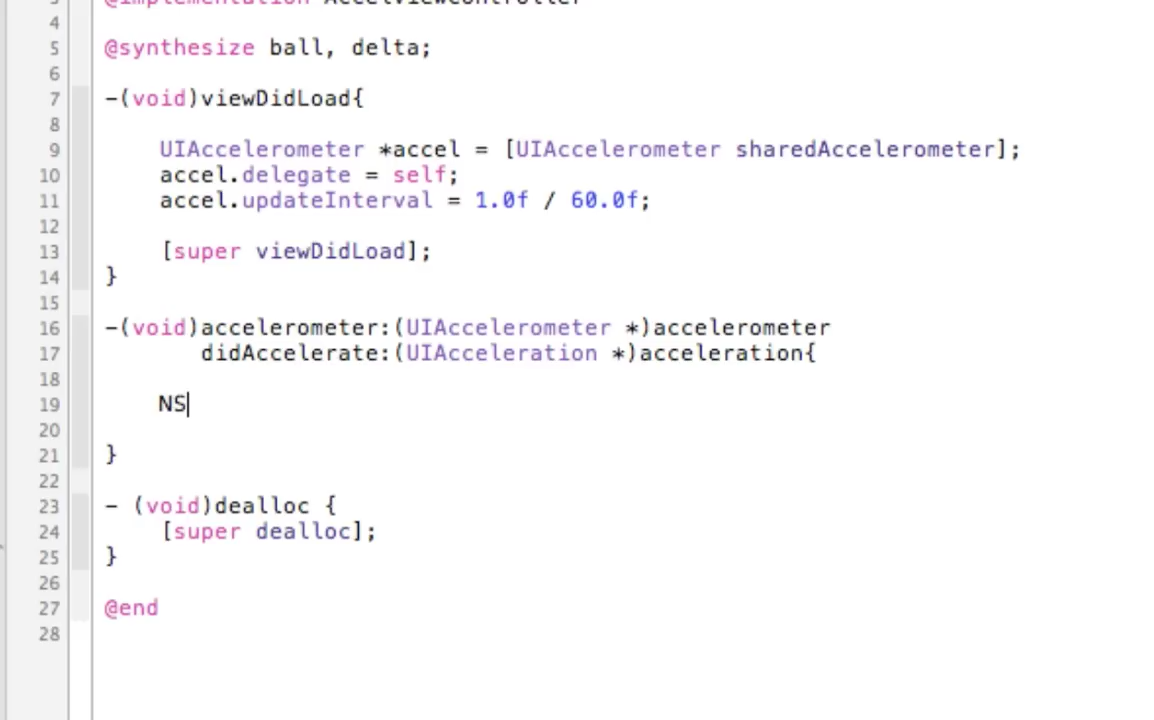 3 @implementation AccelViewController
4
5 @synthesize ball, delta;
6
7 -(void)viewDidLoad{
8
9 UIAccelerometer *accel = [UIAccelerometer sharedAccelerometer];
10 accel.delegate = self;
11 accel.updateInterval = 1.0f / 60.0f;
12
13 [super viewDidLoad];
14 }
15
16 -(void)accelerometer:(UIAccelerometer *)accelerometer
17 didAccelerate:(UIAcceleration *)acceleration{
18
19 NS
20
21 }
22
23 - (void)dealloc {
24 [super dealloc];
25 }
26
27 @end
28